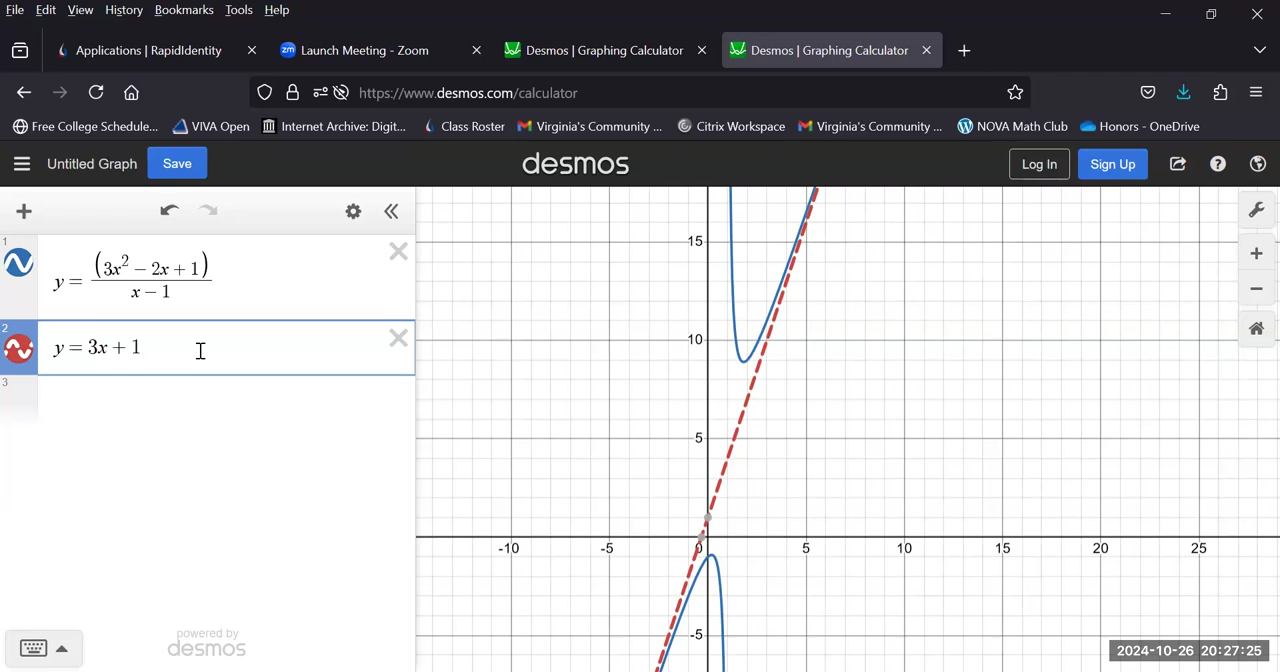 File Edit View History Bookmarks Tools Help
Applications | RapidIdentity
Launch Meeting - Zoom
Desmos | Graphing Calculator
Desmos | Graphing Calculator
https://www.desmos.com/calculator
Free College Schedule...
VIVA Open
Internet Archive: Digit...
Class Roster
Virginia's Community ...
Citrix Workspace
Virginia's Community ...
NOVA Math Club
Honors - OneDrive
Untitled Graph
Save
desmos
Log In
Sign Up
1
y = (3x² − 2x + 1) / x − 1
2
y = 3x + 1
3
15
10
5
-10 -5 0 5 10 15 20 25
-5
powered by
desmos
2024-10-26 20:27:25